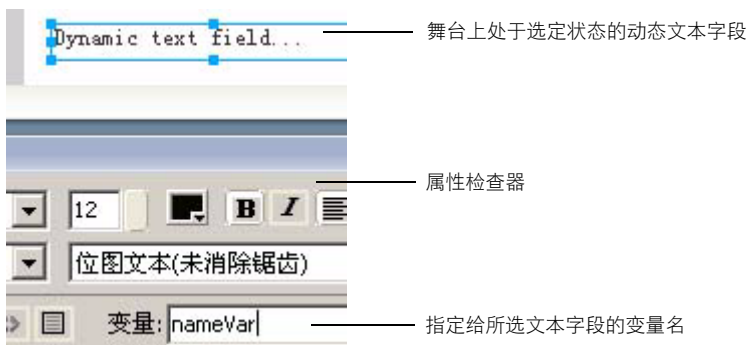 Dynamic text field...
舞台上处于选定状态的动态文本字段
属性检查器
12 B I
位图文本(未消除锯齿)
变量: nameVar
指定给所选文本字段的变量名